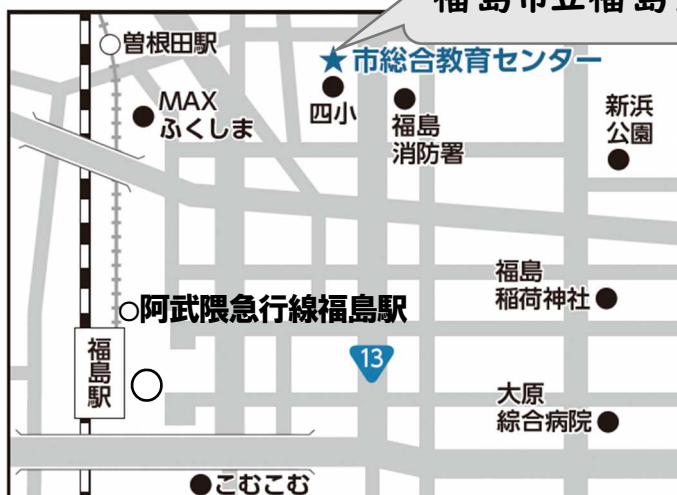 福島市立福島
曽根田駅
★市総合教育センター
MAX
ふくしま
四小
福島
消防署
新浜
公園
福島
稲荷神社
○阿武隈急行線福島駅
福島駅
13
大原
綜合病院
こむこむ